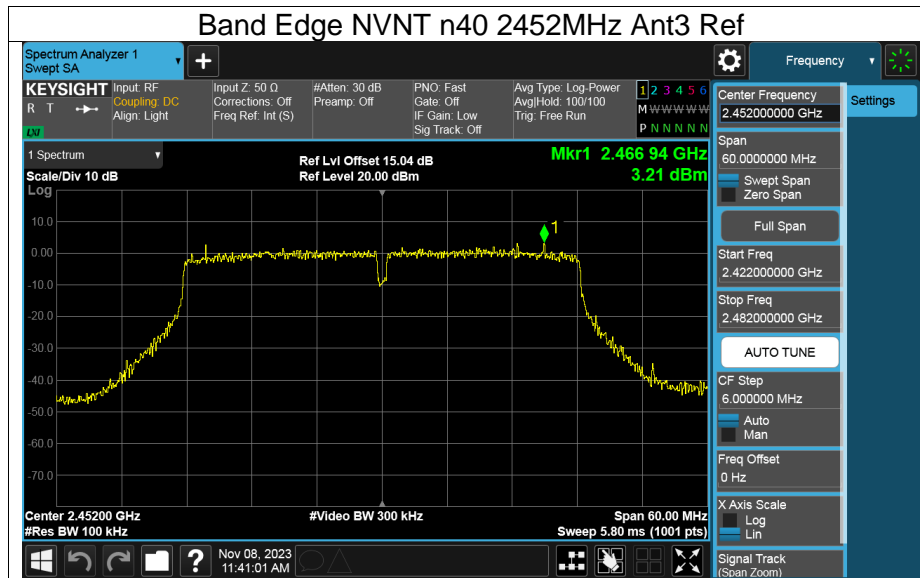 Band Edge NVNT n40 2452MHz Ant3 Ref
Spectrum Analyzer 1
Swept SA
+
Frequency
KEYSIGHT
R T
LXI
Input: RF
Coupling: DC
Align: Light
Input Z: 50 Ω
Corrections: Off
Freq Ref: Int (S)
#Atten: 30 dB
Preamp: Off
PNO: Fast
Gate: Off
IF Gain: Low
Sig Track: Off
Avg Type: Log-Power
Avg|Hold: 100/100
Trig: Free Run
1 2 3 4 5 6
M W W W W W
P N N N N N
1 Spectrum
Scale/Div 10 dB
Log
Ref Lvl Offset 15.04 dB
Ref Level 20.00 dBm
Mkr1 2.466 94 GHz
3.21 dBm
10.0
0.00
-10.0
-20.0
-30.0
-40.0
-50.0
-60.0
-70.0
1
Center 2.45200 GHz
#Res BW 100 kHz
#Video BW 300 kHz
Span 60.00 MHz
Sweep 5.80 ms (1001 pts)
?
Nov 08, 2023
11:41:01 AM
Center Frequency
2.452000000 GHz
Settings
Span
60.0000000 MHz
Swept Span
Zero Span
Full Span
Start Freq
2.422000000 GHz
Stop Freq
2.482000000 GHz
AUTO TUNE
CF Step
6.000000 MHz
Auto
Man
Freq Offset
0 Hz
X Axis Scale
Log
Lin
Signal Track
(Span Zoom)